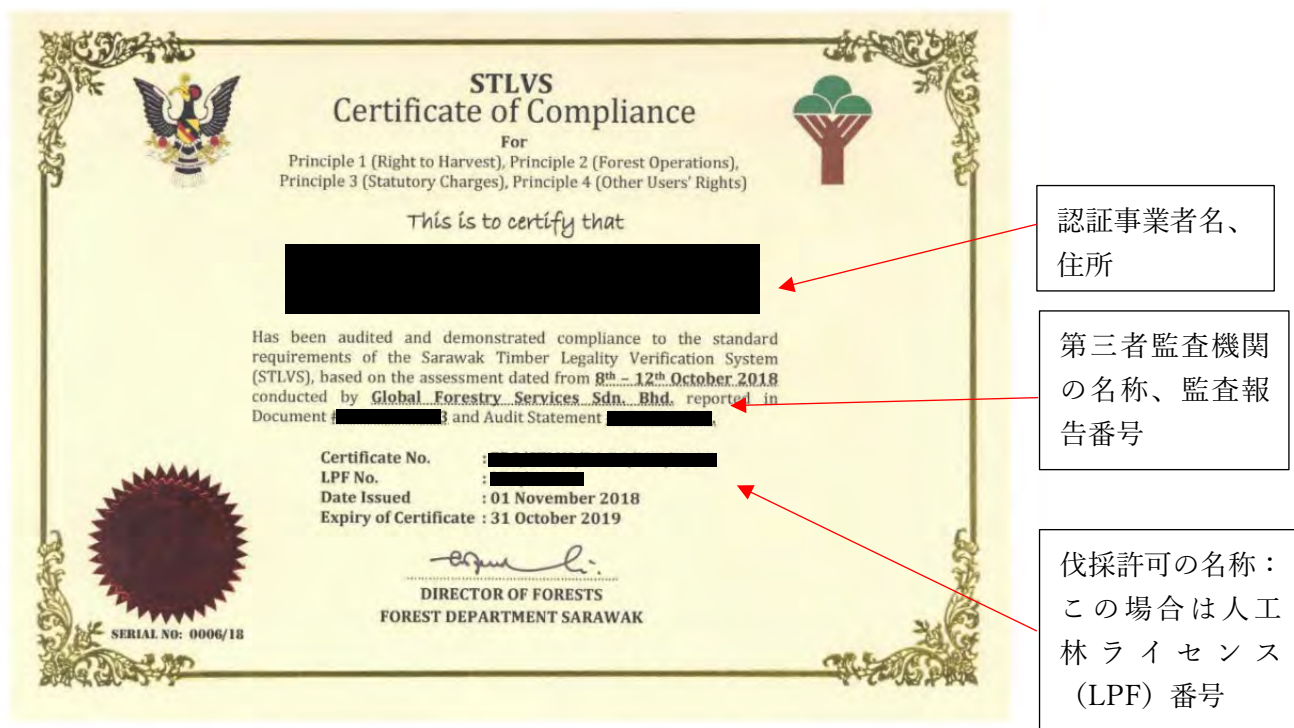 STLVS
Certificate of Compliance
For
Principle 1 (Right to Harvest), Principle 2 (Forest Operations),
Principle 3 (Statutory Charges), Principle 4 (Other Users' Rights)
This is to certify that
Has been audited and demonstrated compliance to the standard
requirements of the Sarawak Timber Legality Verification System
(STLVS), based on the assessment dated from 8th – 12th October 2018
conducted by Global Forestry Services Sdn. Bhd. reported in
Document # 3 and Audit Statement .
Certificate No. :
LPF No. :
Date Issued : 01 November 2018
Expiry of Certificate : 31 October 2019
DIRECTOR OF FORESTS
FOREST DEPARTMENT SARAWAK
SERIAL NO: 0006/18
認証事業者名、
住所
第三者監査機関
の名称、監査報
告番号
伐採許可の名称：
この場合は人工
林ライセンス
（LPF）番号